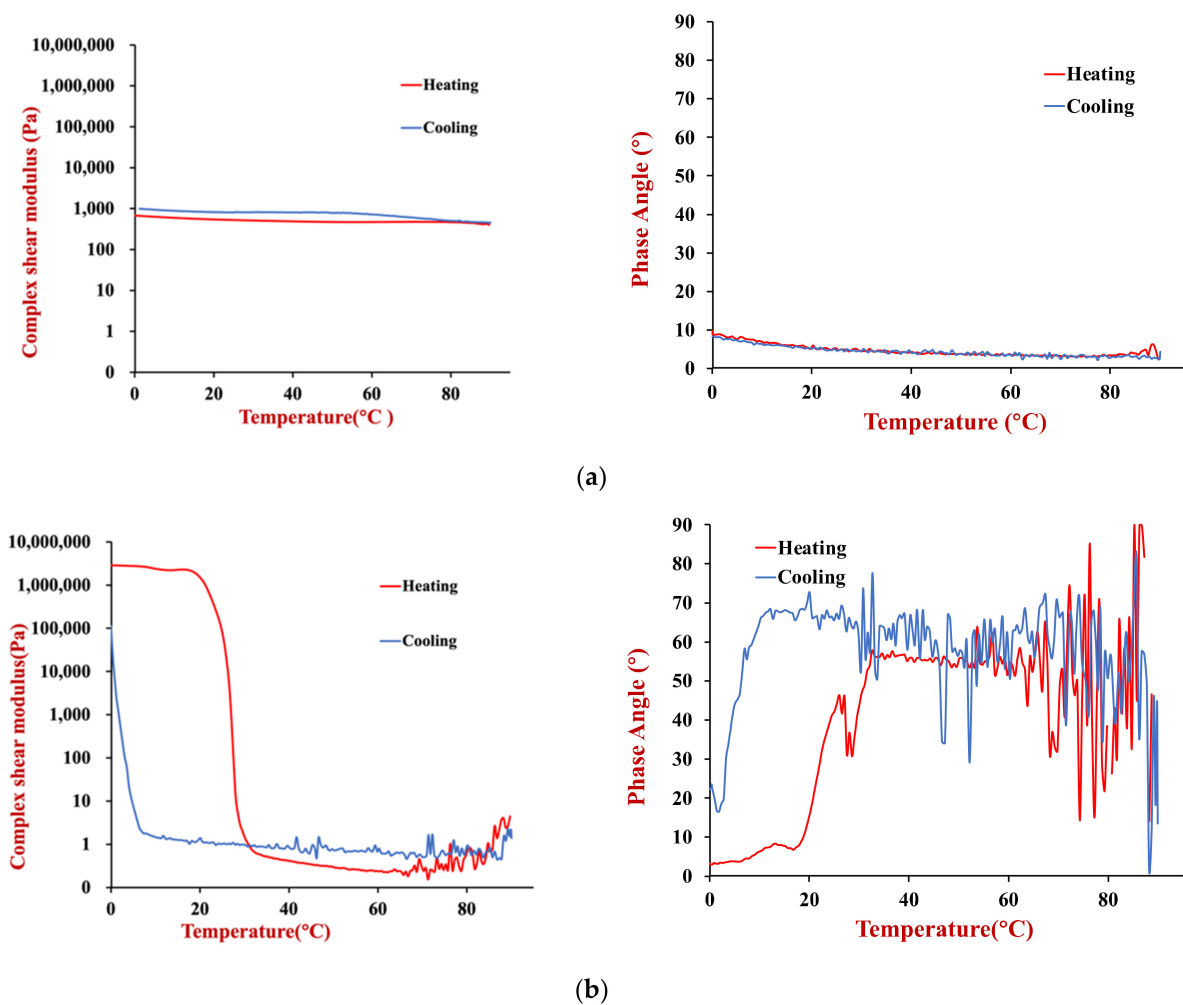 10,000,000
1,000,000
100,000
10,000
1,000
100
10
1
0
Complex shear modulus (Pa)
Heating
Cooling
0 20 40 60 80
Temperature(°C )
90
80
70
60
50
40
30
20
10
0
Phase Angle (°)
Heating
Cooling
0 20 40 60 80
Temperature (°C)
(a)
10,000,000
1,000,000
100,000
10,000
1,000
100
10
1
0
Complex shear modulus(Pa)
Heating
Cooling
0 20 40 60 80
Temperature(°C)
90
80
70
60
50
40
30
20
10
0
Phase Angle (°)
Heating
Cooling
0 20 40 60 80
Temperature(°C)
(b)